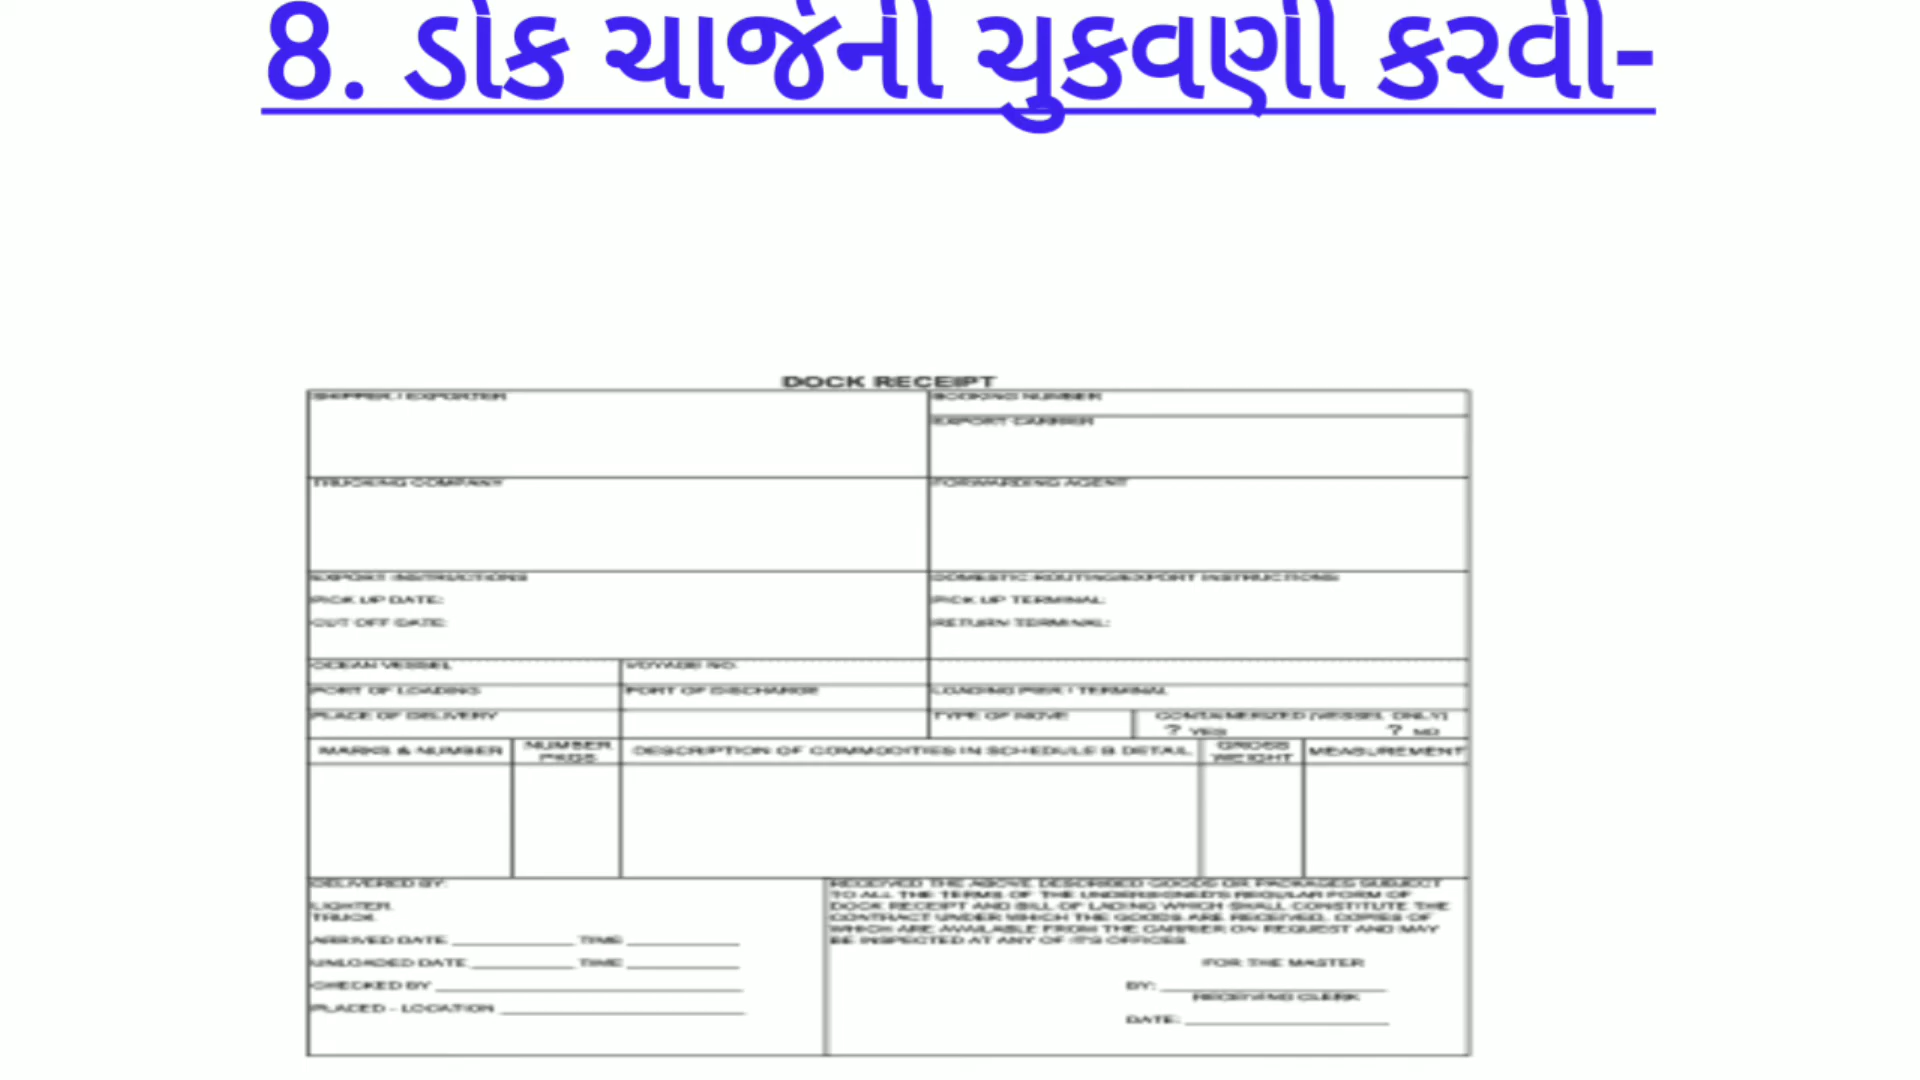 8. ડોક ચાર્જની ચુકવણી કરવી-
DOCK RECEIPT
SHIPPER / EXPORTER
BOOKING NUMBER
EXPORT CARRIER
TRUCKING COMPANY
FORWARDING AGENT
EXPORT INSTRUCTIONS
DOMESTIC ROUTING/EXPORT INSTRUCTIONS
PICK UP DATE:
PICK UP TERMINAL:
CUT OFF DATE:
RETURN TERMINAL:
OCEAN VESSEL
VOYAGE NO.
PORT OF LOADING
PORT OF DISCHARGE
LOADING PIER / TERMINAL
PLACE OF DELIVERY
TYPE OF MOVE
CONTAINERIZED (VESSEL ONLY)
? YES ? NO
MARKS & NUMBER
NUMBER
PKGS
DESCRIPTION OF COMMODITIES IN SCHEDULE B DETAIL
GROSS
WEIGHT
MEASUREMENT
DELIVERED BY:
LIGHTER
TRUCK
ARRIVED DATE ____________ TIME ____________
UNLOADED DATE ____________ TIME ____________
CHECKED BY ____________
PLACED - LOCATION ____________
RECEIVED THE ABOVE DESCRIBED GOODS OR PACKAGES SUBJECT
TO ALL THE TERMS OF THE UNDERSIGNED'S REGULAR FORM OF
DOCK RECEIPT AND BILL OF LADING WHICH SHALL CONSTITUTE THE
CONTRACT UNDER WHICH THE GOODS ARE RECEIVED, COPIES OF
WHICH ARE AVAILABLE FROM THE CARRIER ON REQUEST AND MAY
BE INSPECTED AT ANY OF IT'S OFFICES.
FOR THE MASTER
BY: ____________
RECEIVING CLERK
DATE: ____________